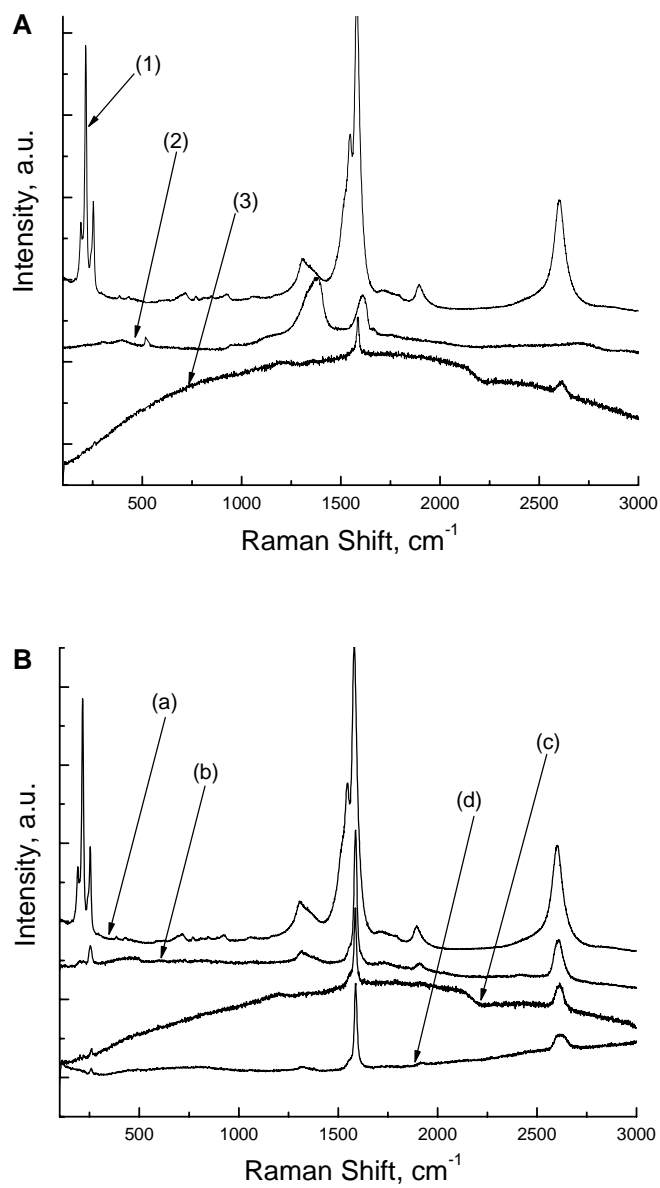 A
(1)
(2)
(3)
Intensity, a.u.
500 1000 1500 2000 2500 3000
Raman Shift, cm-1
B
(a)
(b)
(c)
(d)
Intensity, a.u.
500 1000 1500 2000 2500 3000
Raman Shift, cm-1